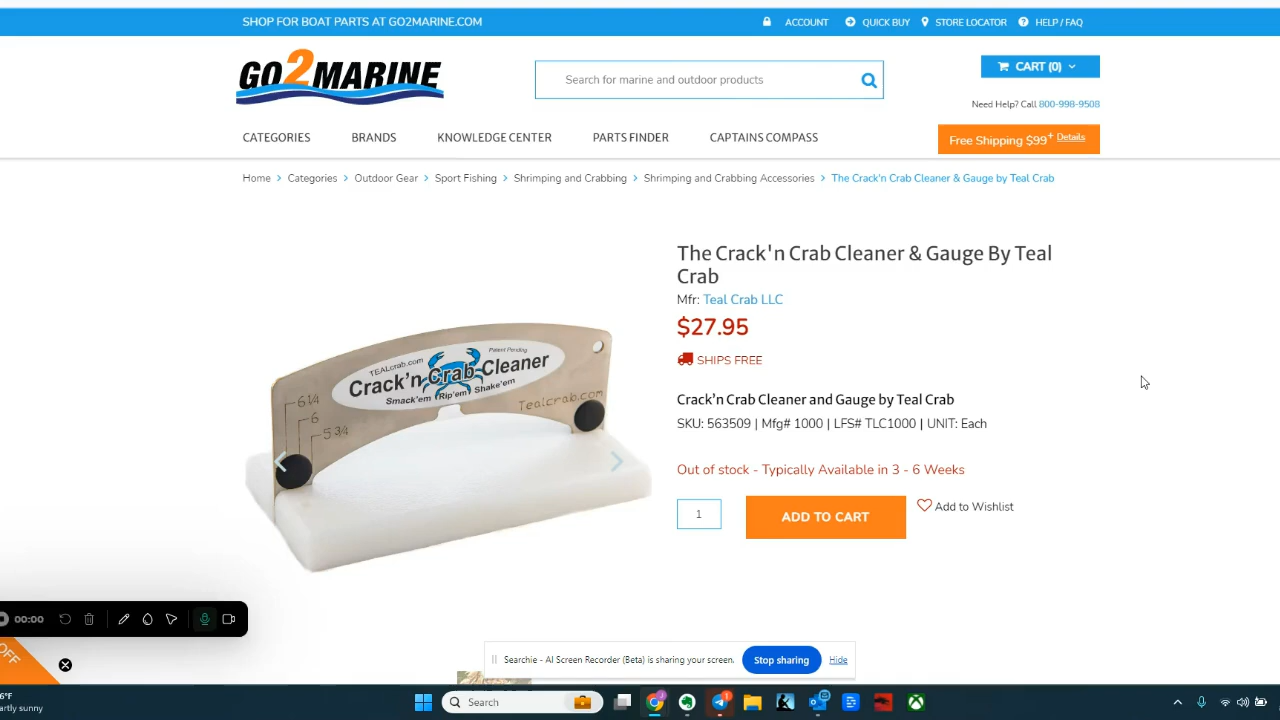 SHOP FOR BOAT PARTS AT GO2MARINE.COM
ACCOUNT
QUICK BUY
STORE LOCATOR
HELP / FAQ
GO2MARINE
Search for marine and outdoor products
CART (0)
Need Help? Call 800-998-9508
CATEGORIES
BRANDS
KNOWLEDGE CENTER
PARTS FINDER
CAPTAINS COMPASS
Free Shipping $99+ Details
Home > Categories > Outdoor Gear > Sport Fishing > Shrimping and Crabbing > Shrimping and Crabbing Accessories > The Crack'n Crab Cleaner & Gauge by Teal Crab
The Crack'n Crab Cleaner & Gauge By Teal
Crab
Mfr: Teal Crab LLC
$27.95
SHIPS FREE
Crack’n Crab Cleaner and Gauge by Teal Crab
SKU: 563509 | Mfg# 1000 | LFS# TLC1000 | UNIT: Each
Out of stock - Typically Available in 3 - 6 Weeks
1
ADD TO CART
Add to Wishlist
Patent Pending
TEALcrab.com
Crack’n Crab Cleaner
Smack’em Rip’em Shake’em
Tealcrab.com
6 1/4
6
5 3/4
00:00
OFF
Searchie - AI Screen Recorder (Beta) is sharing your screen.
Stop sharing
Hide
6°F
artly sunny
Search